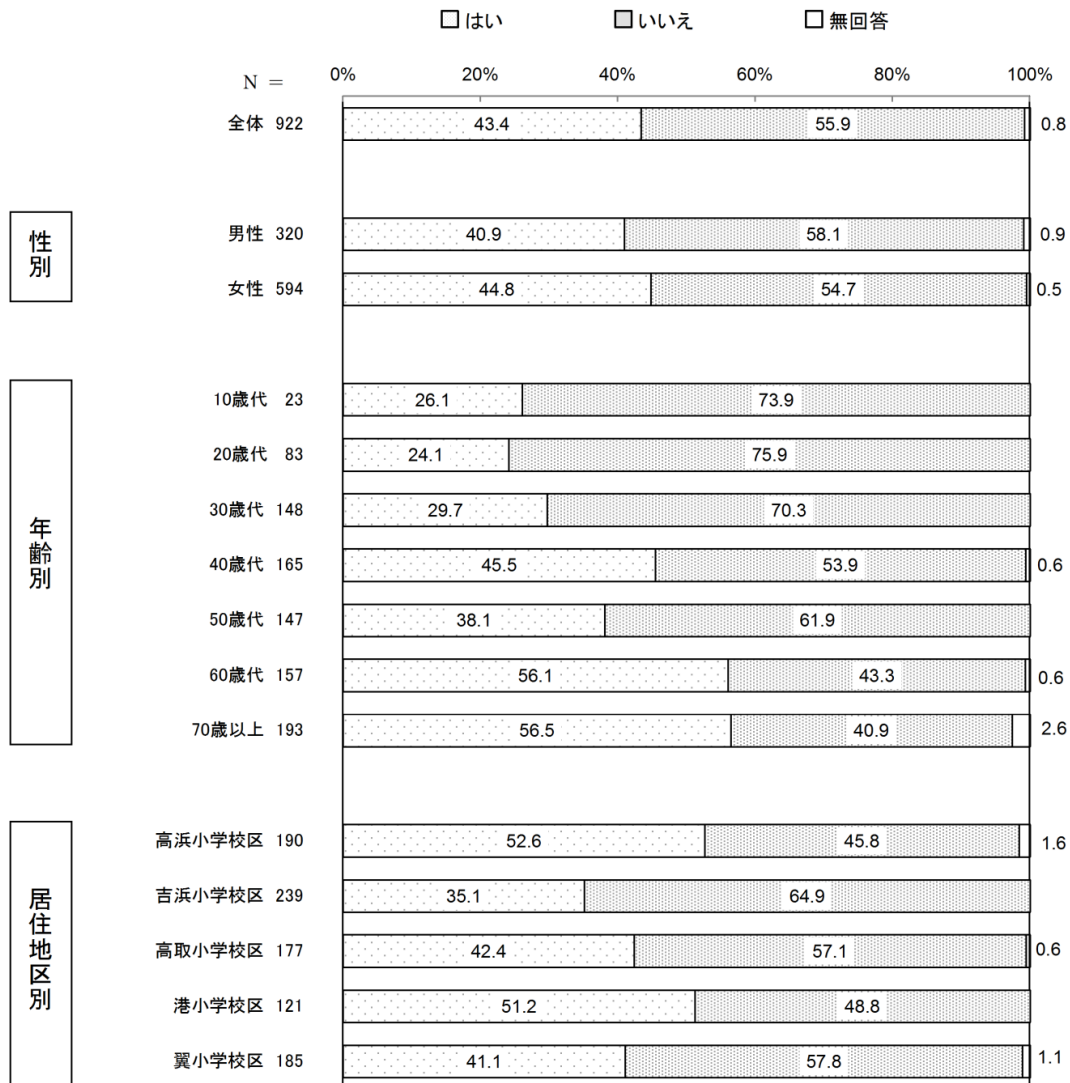 はい いいえ 無回答
N =
0% 20% 40% 60% 80% 100%
全体 922 43.4 55.9 0.8
性別
男性 320 40.9 58.1 0.9
女性 594 44.8 54.7 0.5
年齢別
10歳代 23 26.1 73.9
20歳代 83 24.1 75.9
30歳代 148 29.7 70.3
40歳代 165 45.5 53.9 0.6
50歳代 147 38.1 61.9
60歳代 157 56.1 43.3 0.6
70歳以上 193 56.5 40.9 2.6
居住地区別
高浜小学校区 190 52.6 45.8 1.6
吉浜小学校区 239 35.1 64.9
高取小学校区 177 42.4 57.1 0.6
港小学校区 121 51.2 48.8
翼小学校区 185 41.1 57.8 1.1